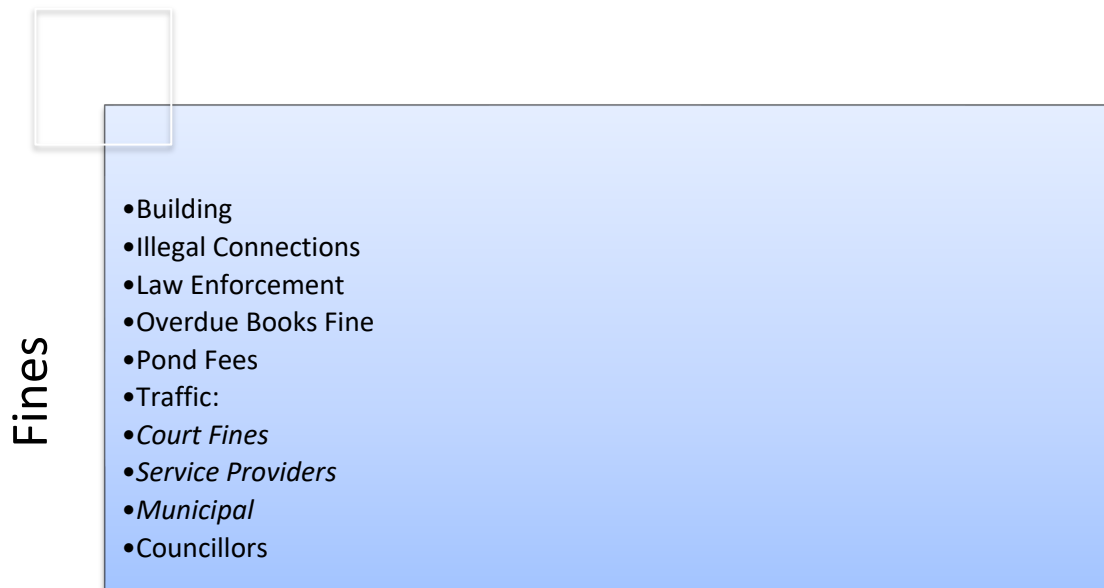 Fines
•Building
•Illegal Connections
•Law Enforcement
•Overdue Books Fine
•Pond Fees
•Traffic:
•Court Fines
•Service Providers
•Municipal
•Councillors